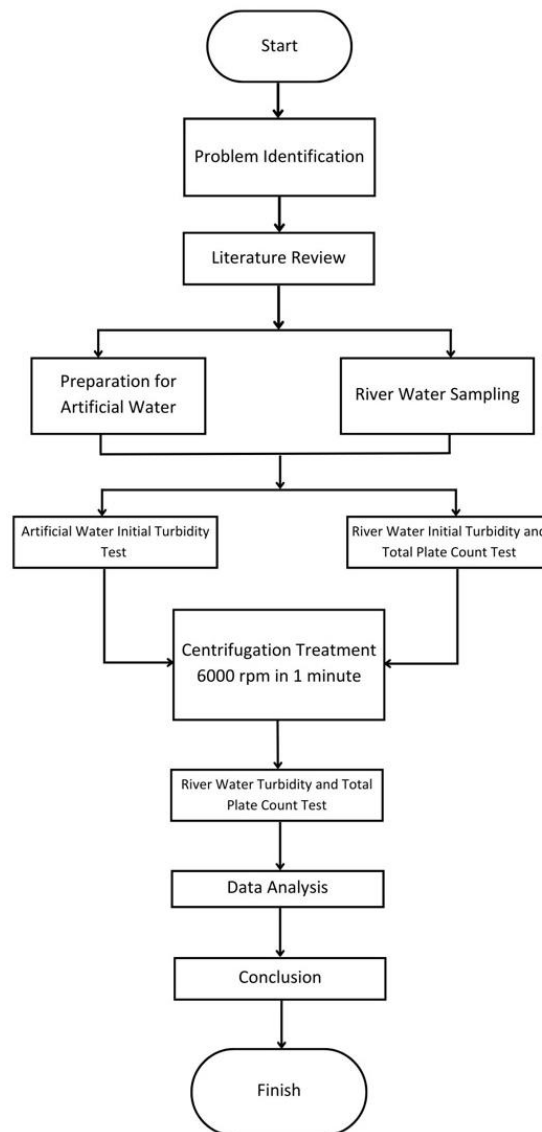 Start
Problem Identification
Literature Review
Preparation for
Artificial Water
River Water Sampling
Artificial Water Initial Turbidity
Test
River Water Initial Turbidity and
Total Plate Count Test
Centrifugation Treatment
6000 rpm in 1 minute
River Water Turbidity and Total
Plate Count Test
Data Analysis
Conclusion
Finish